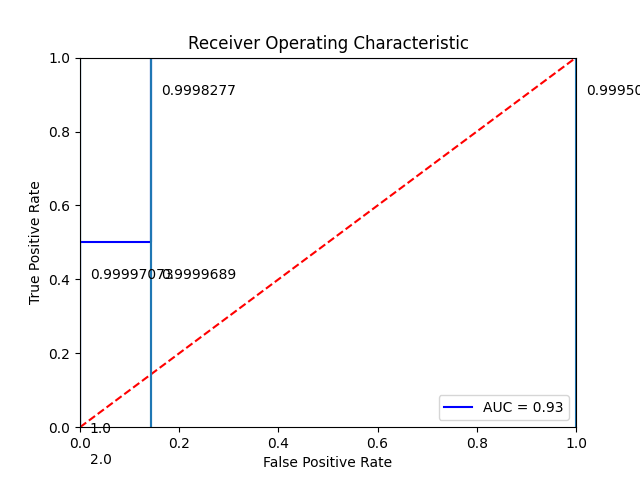 Receiver Operating Characteristic
1.0
0.9998277
0.99950
0.8
True Positive Rate
0.6
0.4
0.9999689
0.2
AUC = 0.93
0.0
1.0
0.0 0.2 0.4 0.6 0.8 1.0
2.0
False Positive Rate